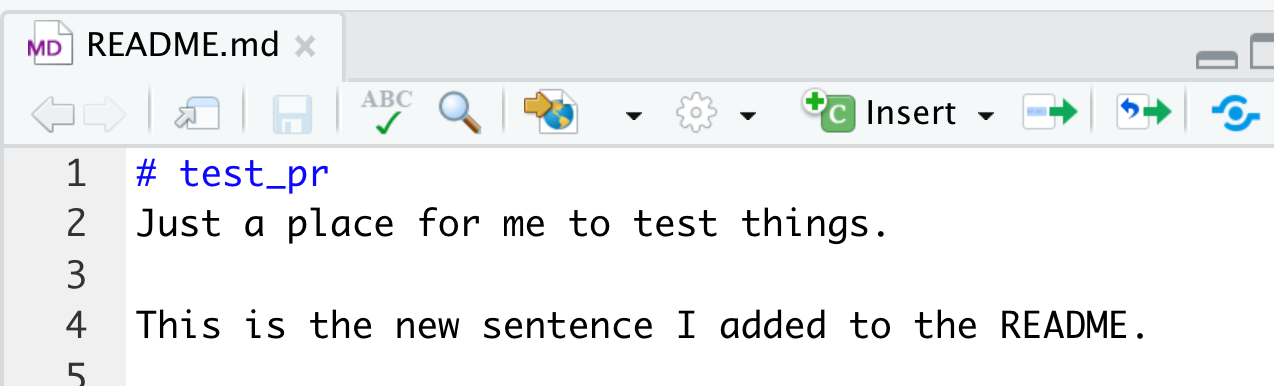 MD README.md
ABC
C Insert
1 # test_pr
2 Just a place for me to test things.
3
4 This is the new sentence I added to the README.
5